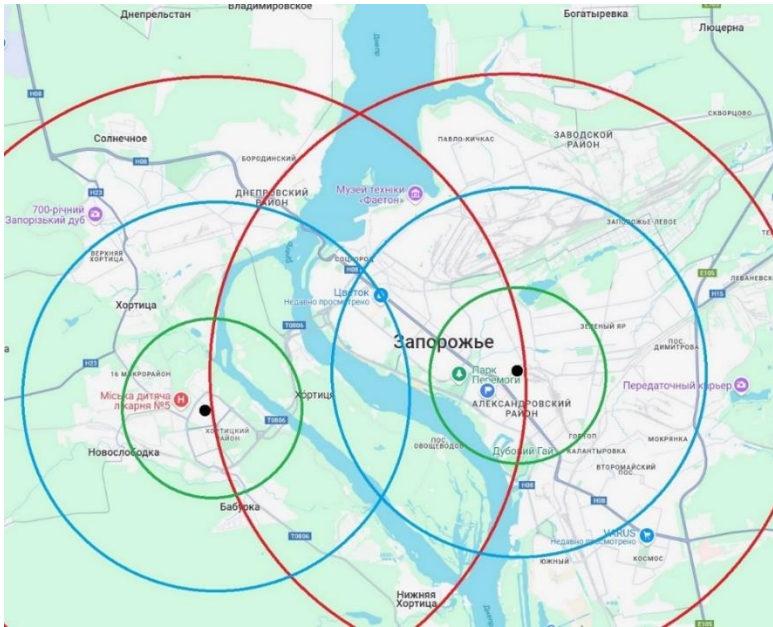 Владимировское
Днепрельстан
Богатыревка
Люцерна
Днепр
H08
СКВОРЦОВО
Солнечное
ПАВЛО-КИЧКАС
ЗАВОДСКОЙ
РАЙОН
H08
БОРОДИНСКИЙ
H23
ДНЕПРОВСКИЙ
РАЙОН
Музей техніки
«Фаетон»
700-річний
Запорізький дуб
ЗАПОРОЖЬЕ-ЛЕВОЕ
ВЕРХНЯЯ
ХОРТИЦА
СОЦГОРОД
H08
E105
ЛЕВАНЕВСК
Хортица
Цветок
Недавно просмотрено
H15
T0806
ЗЕЛЕНЫЙ ЯР
Запорожье
ПОС.
ДИМИТРОВА
H23
16 МИКРОРАЙОН
Парк
Перемоги
Передаточный карьер
Міська дитяча
лікарня №5
Хортиця
АЛЕКСАНДРОВСКИЙ
РАЙОН
T0806
ХОРТИЦКИЙ
РАЙОН
ПОС.
ОВОЩЕВОДОВ
ГОРТОП
МОКРЯНКА
Новослободка
Дубовий Гай
КАЛАНТЫРОВКА
ВТОРОМАЙСКИЙ
ПОС.
H08
H08
Бабурка
T0806
VARUS
Недавно просмотрено
ЮЖНЫЙ
КОСМОС
Нижняя
Хортица
Днепр
E105